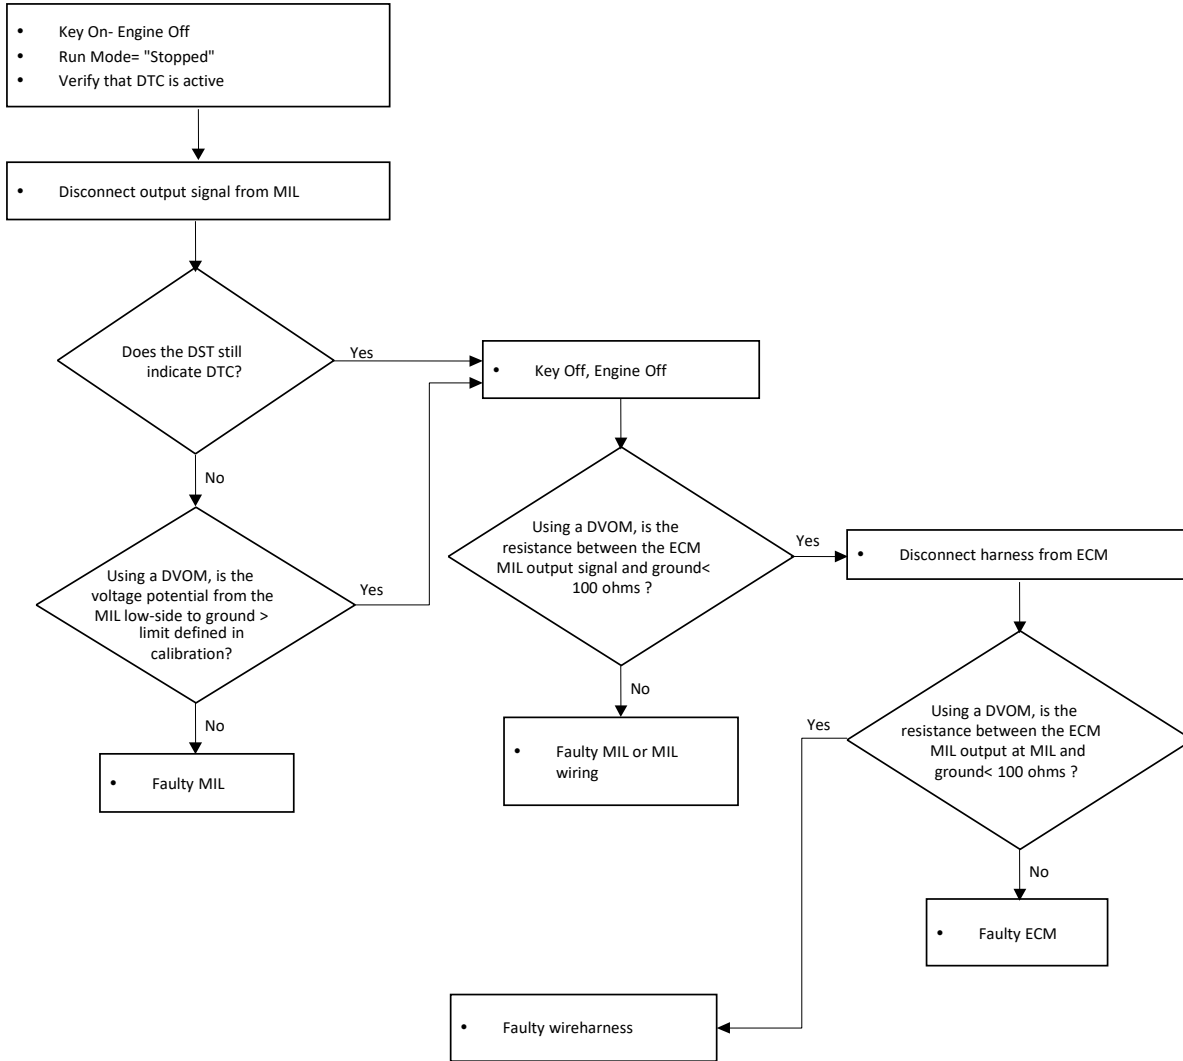 • Key On- Engine Off
• Run Mode= "Stopped"
• Verify that DTC is active
• Disconnect output signal from MIL
Does the DST still
indicate DTC?
Yes
• Key Off, Engine Off
No
Using a DVOM, is the
voltage potential from the
MIL low-side to ground >
limit defined in
calibration?
Yes
No
• Faulty MIL
Using a DVOM, is the
resistance between the ECM
MIL output signal and ground<
100 ohms ?
Yes
• Disconnect harness from ECM
No
• Faulty MIL or MIL
wiring
Using a DVOM, is the
resistance between the ECM
MIL output at MIL and
ground< 100 ohms ?
Yes
No
• Faulty ECM
• Faulty wireharness